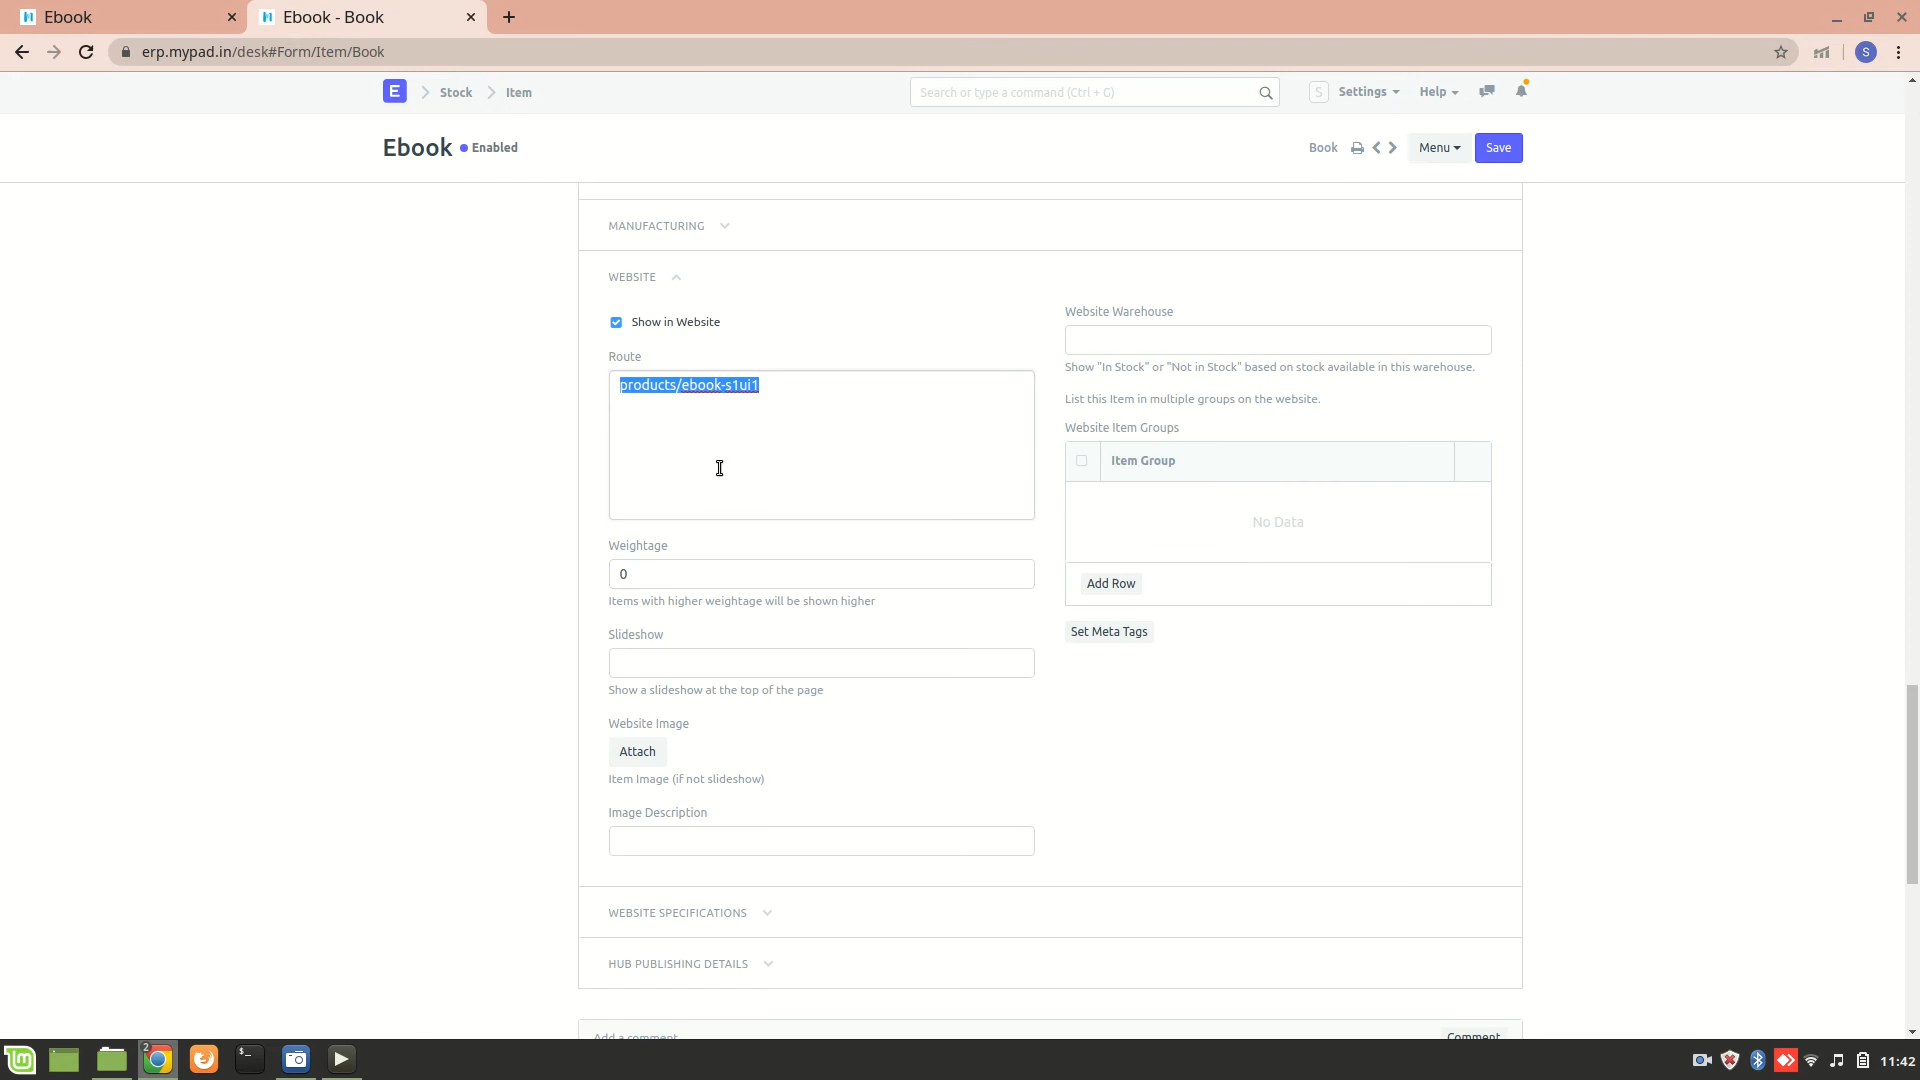 Ebook
Ebook - Book
erp.mypad.in/desk#Form/Item/Book
S
E
Stock
Item
Search or type a command (Ctrl + G)
S
Settings
Help
Ebook
Enabled
Book
Menu
Save
MANUFACTURING
WEBSITE
Show in Website
Route
products/ebook-s1ui1
Weightage
0
Items with higher weightage will be shown higher
Slideshow
Show a slideshow at the top of the page
Website Image
Attach
Item Image (if not slideshow)
Image Description
Website Warehouse
Show "In Stock" or "Not in Stock" based on stock available in this warehouse.
List this Item in multiple groups on the website.
Website Item Groups
Item Group
No Data
Add Row
Set Meta Tags
WEBSITE SPECIFICATIONS
HUB PUBLISHING DETAILS
Add a comment
Comment
2
11:42